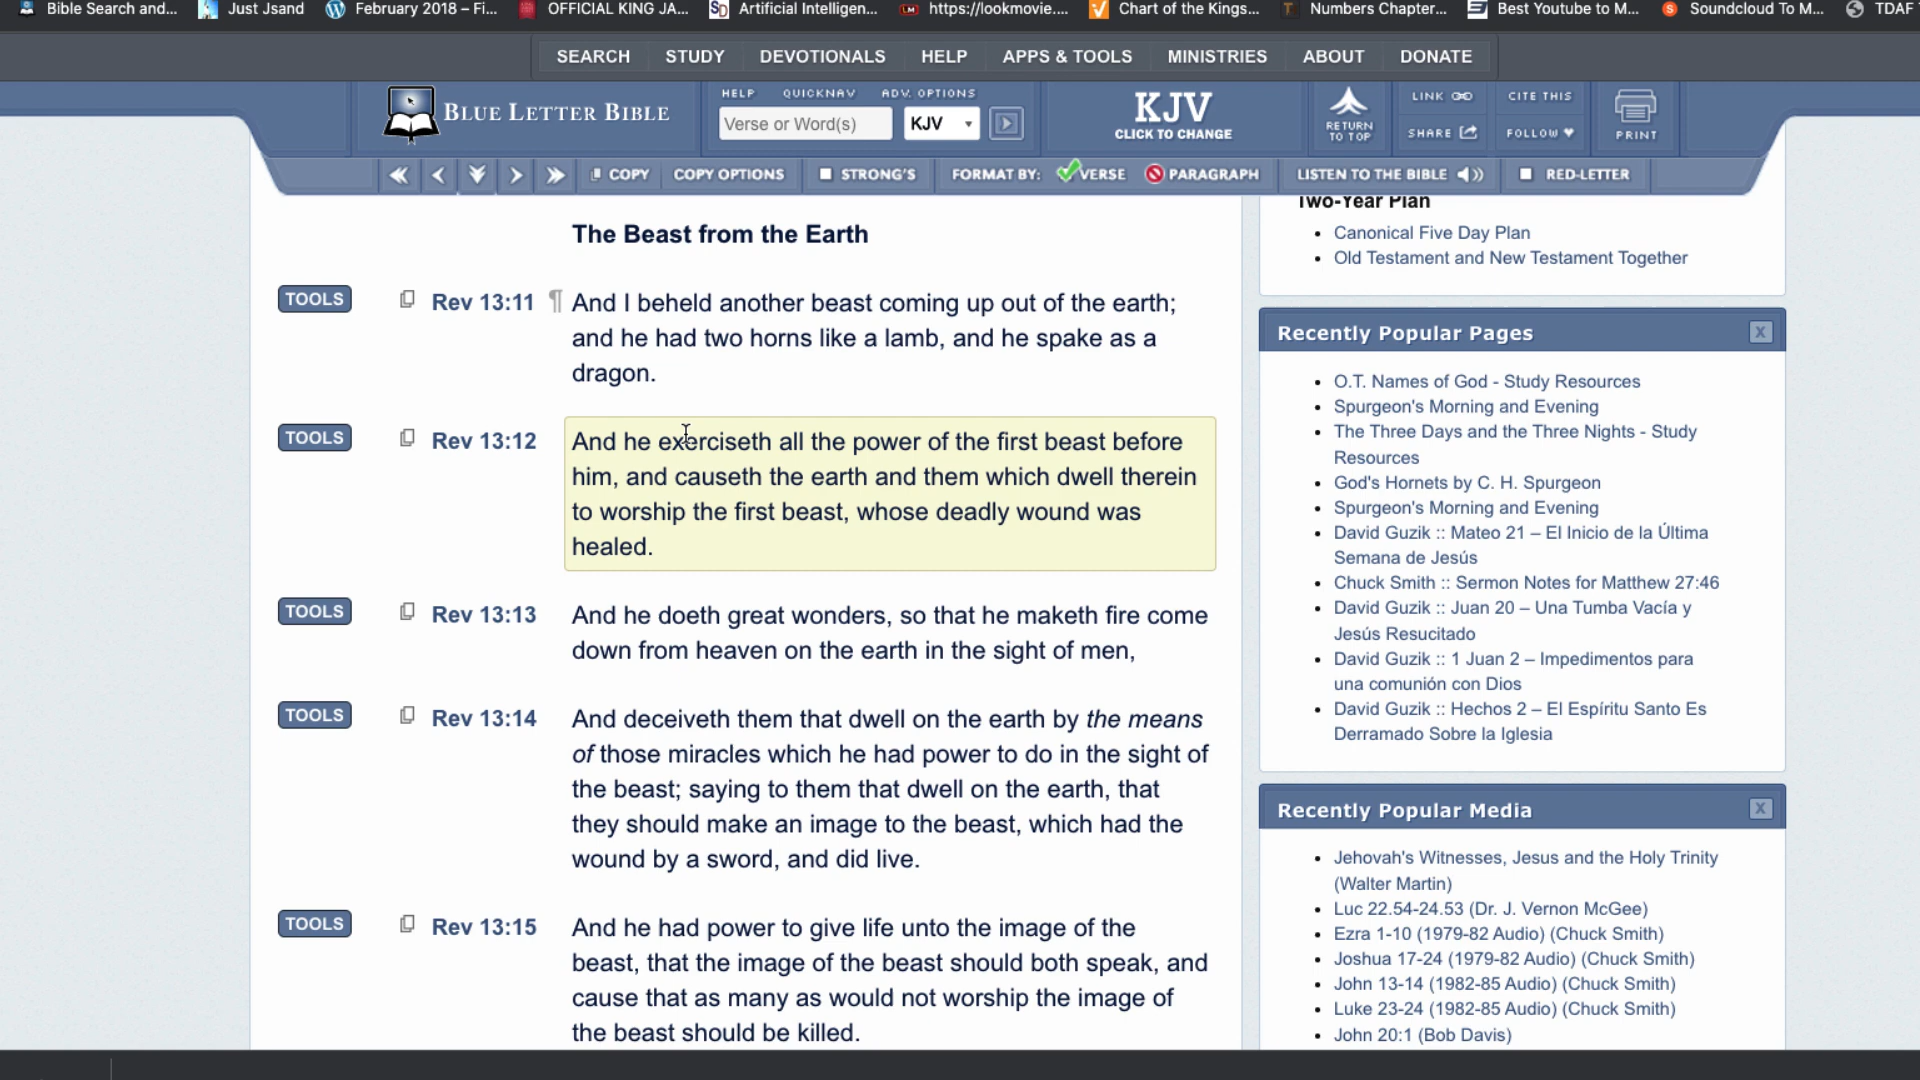 Bible Search and...
Just Jsand
February 2018 – Fi...
OFFICIAL KING JA...
Artificial Intelligen...
https://lookmovie....
Chart of the Kings...
Numbers Chapter...
Best Youtube to M...
Soundcloud To M...
TDAF
SEARCH STUDY DEVOTIONALS HELP APPS & TOOLS MINISTRIES ABOUT DONATE
BLUE LETTER BIBLE
HELP QUICKNAV ADV. OPTIONS
Verse or Word(s)
KJV
KJV
CLICK TO CHANGE
RETURN
TO TOP
LINK
CITE THIS
SHARE
FOLLOW
PRINT
COPY COPY OPTIONS STRONG'S FORMAT BY: VERSE PARAGRAPH LISTEN TO THE BIBLE RED-LETTER
The Beast from the Earth
TOOLS Rev 13:11 ¶ And I beheld another beast coming up out of the earth;
and he had two horns like a lamb, and he spake as a
dragon.
TOOLS Rev 13:12 And he exerciseth all the power of the first beast before
him, and causeth the earth and them which dwell therein
to worship the first beast, whose deadly wound was
healed.
TOOLS Rev 13:13 And he doeth great wonders, so that he maketh fire come
down from heaven on the earth in the sight of men,
TOOLS Rev 13:14 And deceiveth them that dwell on the earth by the means
of those miracles which he had power to do in the sight of
the beast; saying to them that dwell on the earth, that
they should make an image to the beast, which had the
wound by a sword, and did live.
TOOLS Rev 13:15 And he had power to give life unto the image of the
beast, that the image of the beast should both speak, and
cause that as many as would not worship the image of
the beast should be killed.
Two-Year Plan
Canonical Five Day Plan
Old Testament and New Testament Together
Recently Popular Pages X
O.T. Names of God - Study Resources
Spurgeon's Morning and Evening
The Three Days and the Three Nights - Study
Resources
God's Hornets by C. H. Spurgeon
Spurgeon's Morning and Evening
David Guzik :: Mateo 21 – El Inicio de la Última
Semana de Jesús
Chuck Smith :: Sermon Notes for Matthew 27:46
David Guzik :: Juan 20 – Una Tumba Vacía y
Jesús Resucitado
David Guzik :: 1 Juan 2 – Impedimentos para
una comunión con Dios
David Guzik :: Hechos 2 – El Espíritu Santo Es
Derramado Sobre la Iglesia
Recently Popular Media X
Jehovah's Witnesses, Jesus and the Holy Trinity
(Walter Martin)
Luc 22.54-24.53 (Dr. J. Vernon McGee)
Ezra 1-10 (1979-82 Audio) (Chuck Smith)
Joshua 17-24 (1979-82 Audio) (Chuck Smith)
John 13-14 (1982-85 Audio) (Chuck Smith)
Luke 23-24 (1982-85 Audio) (Chuck Smith)
John 20:1 (Bob Davis)